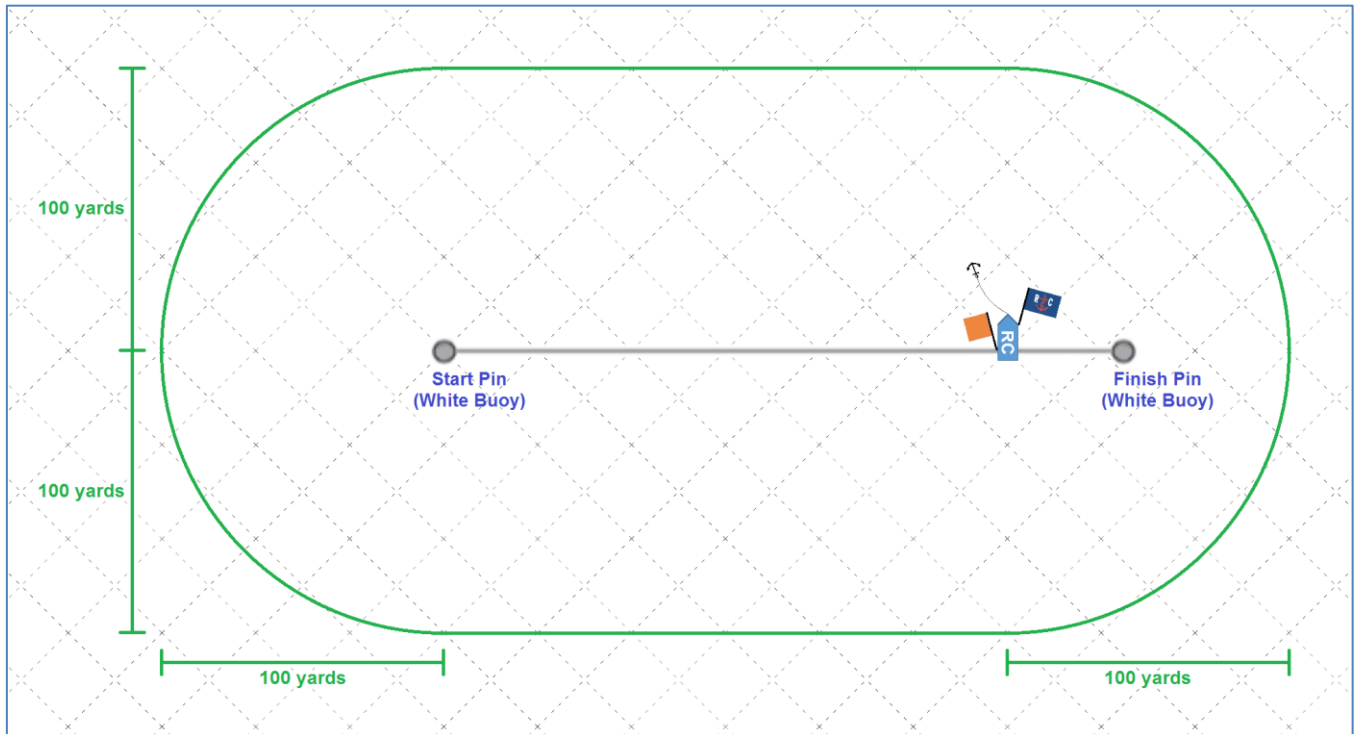 100 yards
R C
RC
Start Pin
(White Buoy)
Finish Pin
(White Buoy)
100 yards
100 yards
100 yards